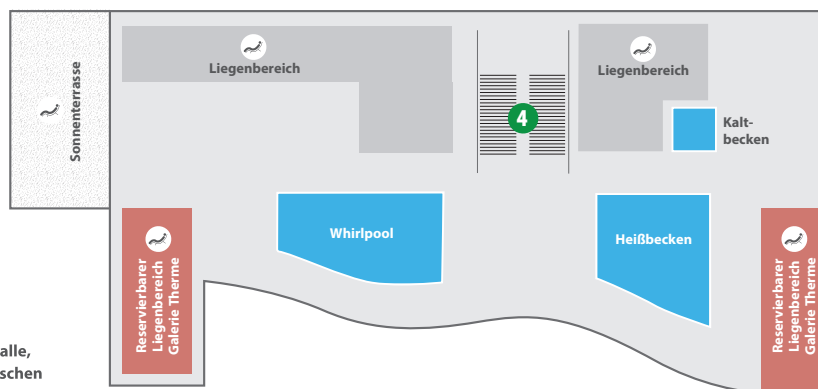 Liegenbereich
Liegenbereich
Sonnenterrasse
4
Kalt-
becken
Whirlpool
Heißbecken
Reservierbarer
Liegenbereich
Galerie Therme
Reservierbarer
Liegenbereich
Galerie Therme
alle,
schen